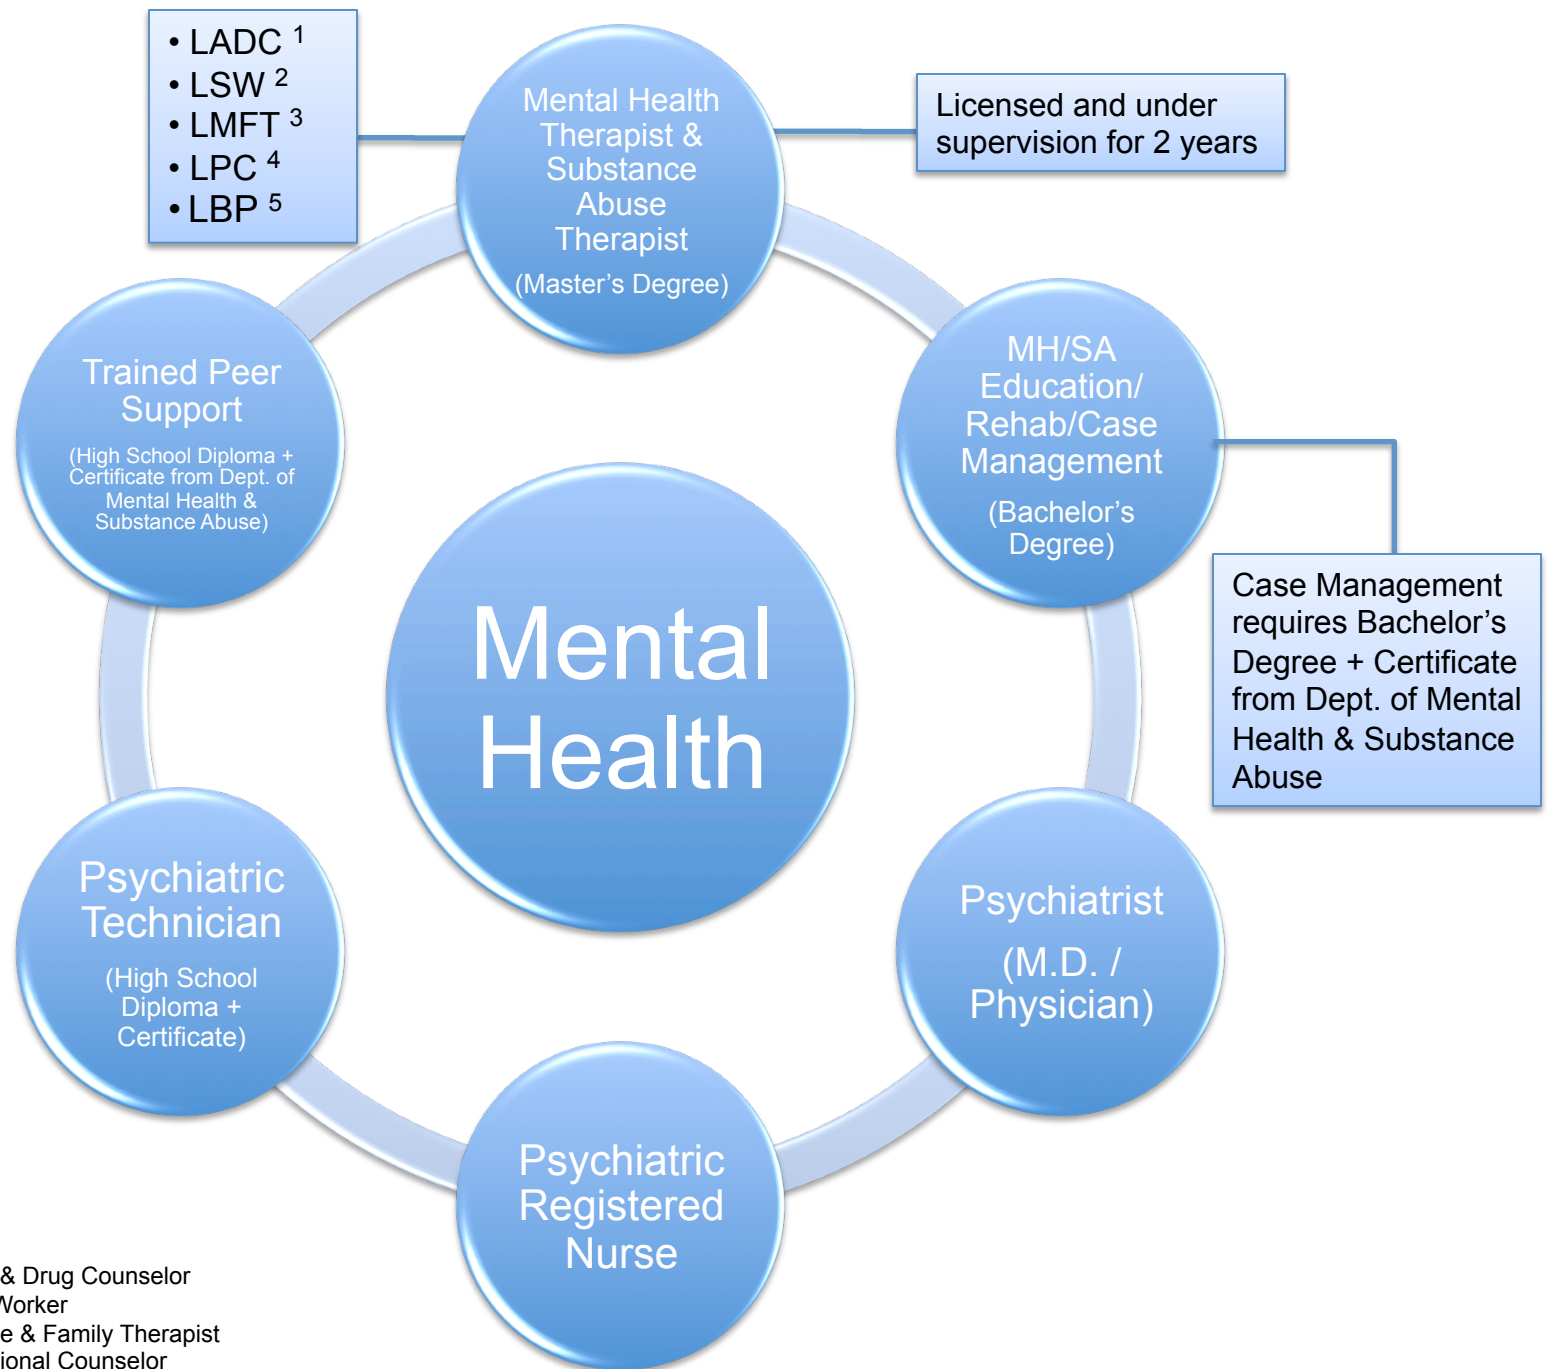 • LADC 1
• LSW 2
• LMFT 3
• LPC 4
• LBP 5
Mental Health
Therapist &
Substance
Abuse
Therapist
(Master’s Degree)
Licensed and under
supervision for 2 years
MH/SA
Education/
Rehab/Case
Management
(Bachelor’s
Degree)
Case Management
requires Bachelor’s
Degree + Certificate
from Dept. of Mental
Health & Substance
Abuse
Psychiatrist
(M.D. /
Physician)
Psychiatric
Registered
Nurse
Psychiatric
Technician
(High School
Diploma +
Certificate)
Trained Peer
Support
(High School Diploma +
Certificate from Dept. of
Mental Health &
Substance Abuse)
Mental
Health
& Drug Counselor
Worker
& Family Therapist
Counselor